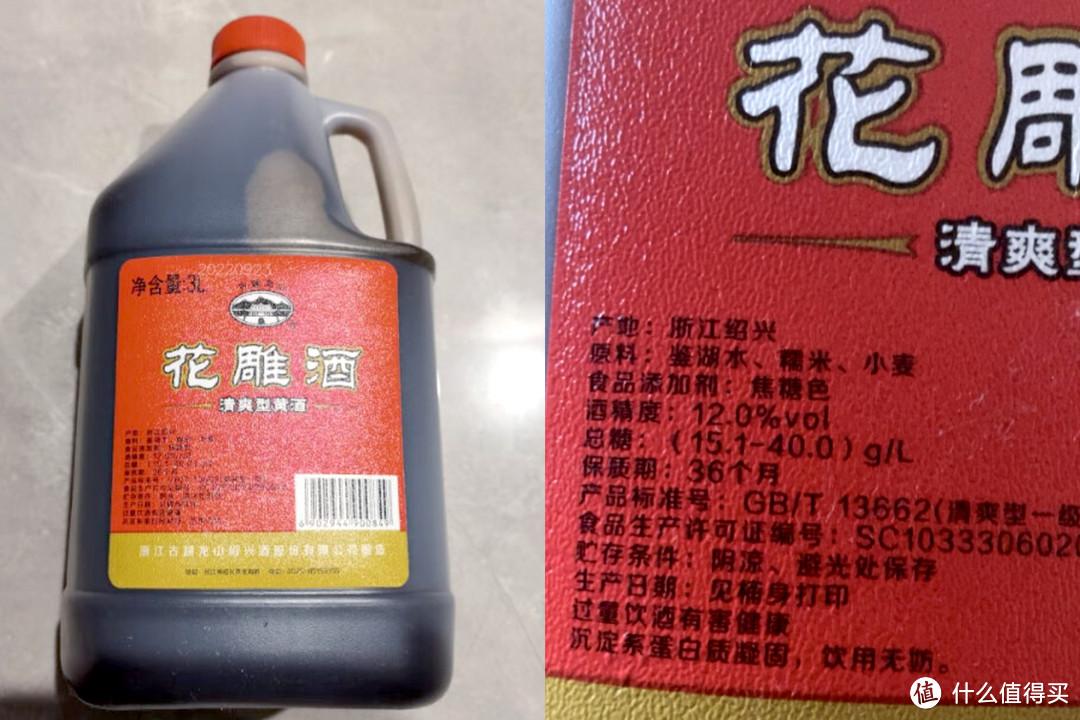 20220923
净含量:3L
花雕酒
清爽型黄酒
6902944900849
浙江古越龙山绍兴酒股份有限公司酿造
花雕
清爽型
产地：浙江绍兴
原料：鉴湖水、糯米、小麦
食品添加剂：焦糖色
酒精度：12.0%vol
总糖：（15.1-40.0）g/L
保质期：36个月
产品标准号：GB/T 13662(清爽型一级
食品生产许可证编号：SC1033306020
贮存条件：阴凉、避光处保存
生产日期：见桶身打印
过量饮酒有害健康
沉淀系蛋白质凝固，饮用无妨。
值 什么值得买